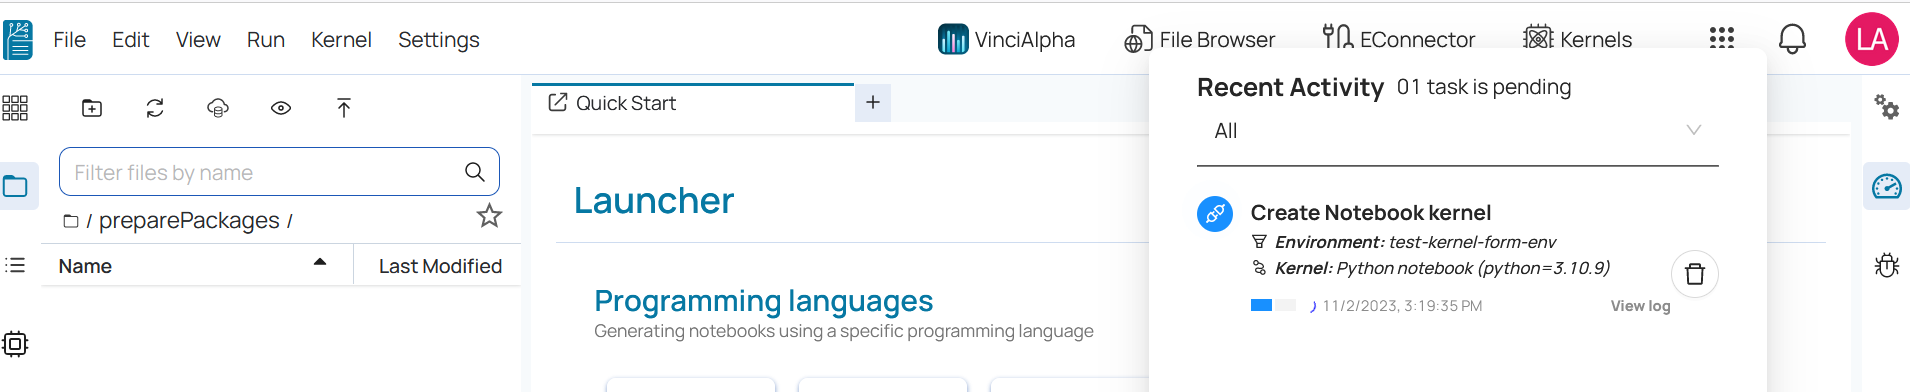 File Edit View Run Kernel Settings VinciAlpha File Browser EConnector Kernels LA
Quick Start +
Filter files by name
/ preparePackages /
Name Last Modified
Launcher
Programming languages
Generating notebooks using a specific programming language
Recent Activity 01 task is pending
All
Create Notebook kernel
Environment: test-kernel-form-env
Kernel: Python notebook (python=3.10.9)
11/2/2023, 3:19:35 PM View log